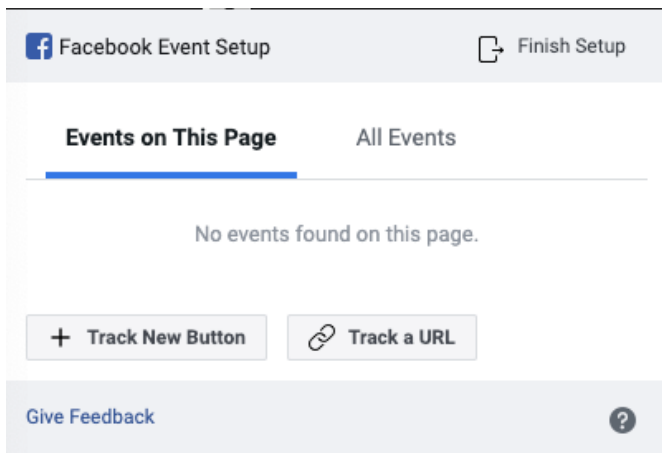 Facebook Event Setup
Finish Setup
Events on This Page
All Events
No events found on this page.
+ Track New Button
Track a URL
Give Feedback
?